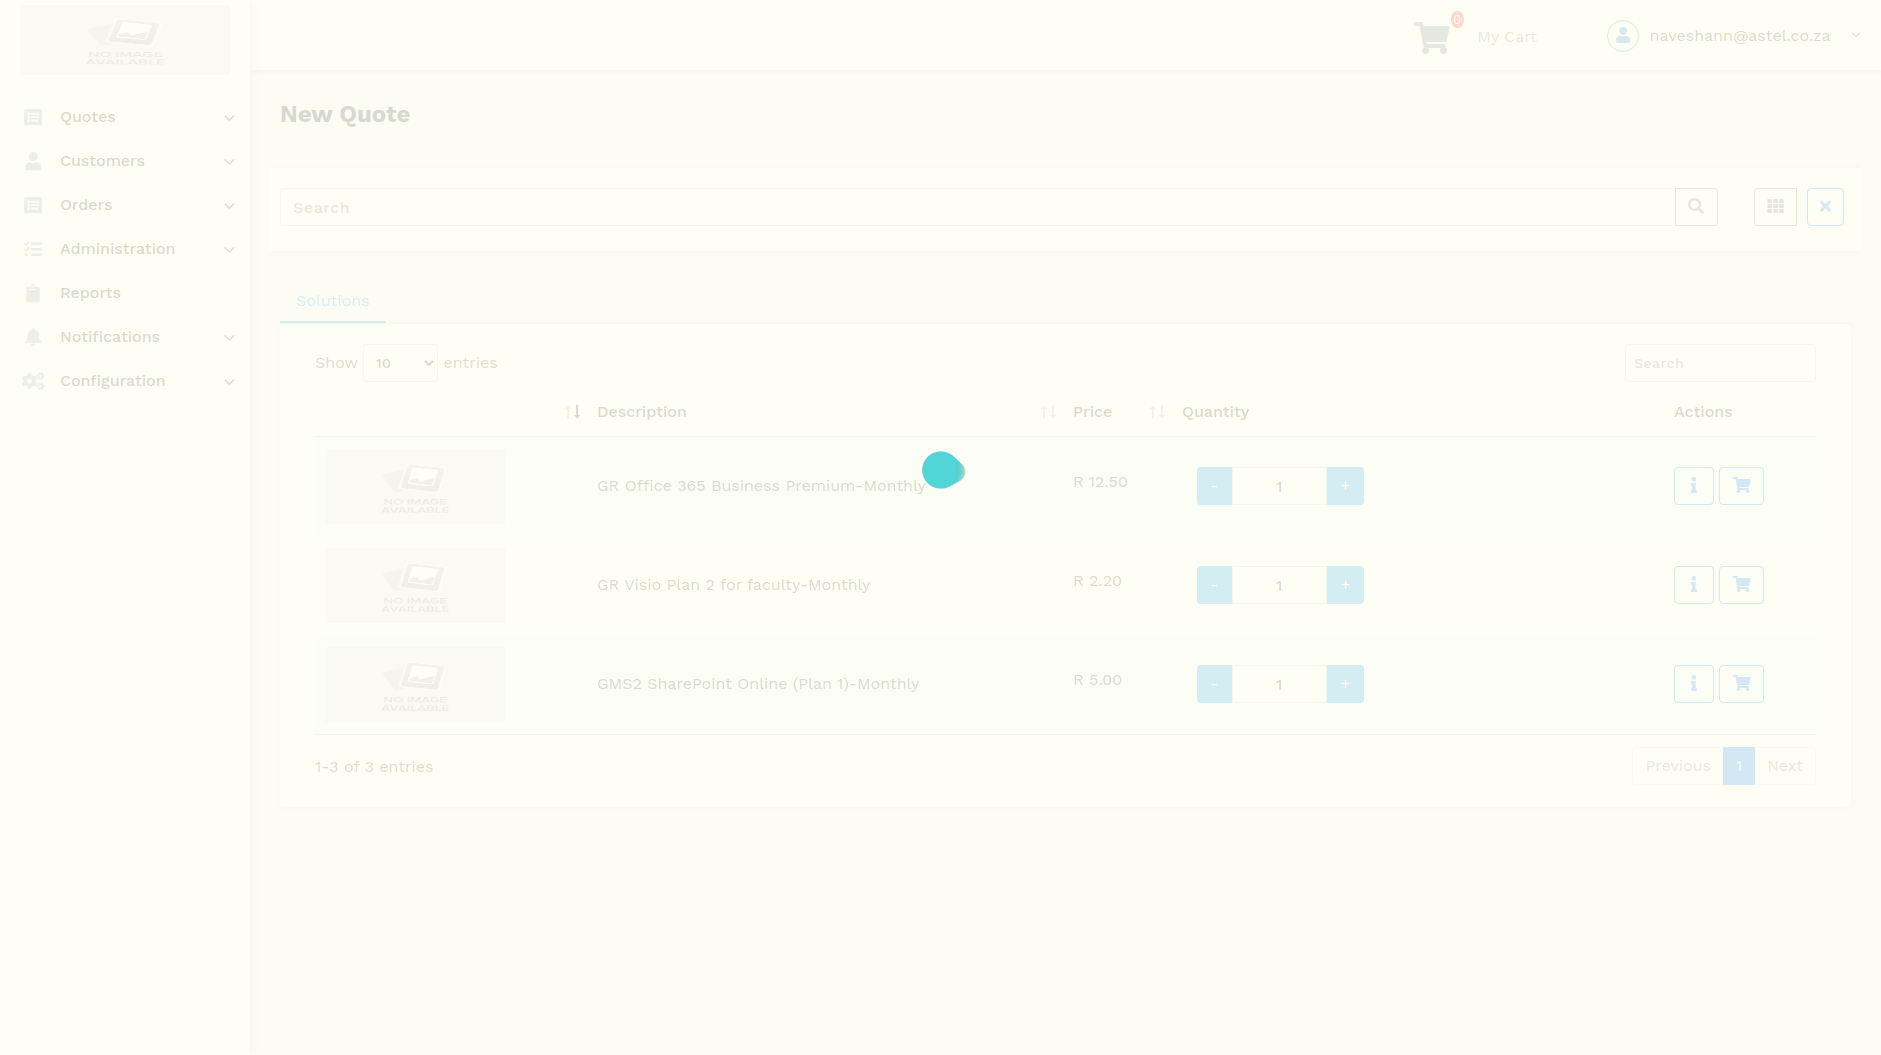 NO IMAGE
AVAILABLE
0
My Cart
naveshann@astel.co.za
Quotes
Customers
Orders
Administration
Reports
Notifications
Configuration
New Quote
Search
Solutions
Show 10 entries
Search
Description Price Quantity Actions
NO IMAGE
AVAILABLE
GR Office 365 Business Premium-Monthly R 12.50 - 1 +
NO IMAGE
AVAILABLE
GR Visio Plan 2 for faculty-Monthly R 2.20 - 1 +
NO IMAGE
AVAILABLE
GMS2 SharePoint Online (Plan 1)-Monthly R 5.00 - 1 +
1-3 of 3 entries
Previous 1 Next